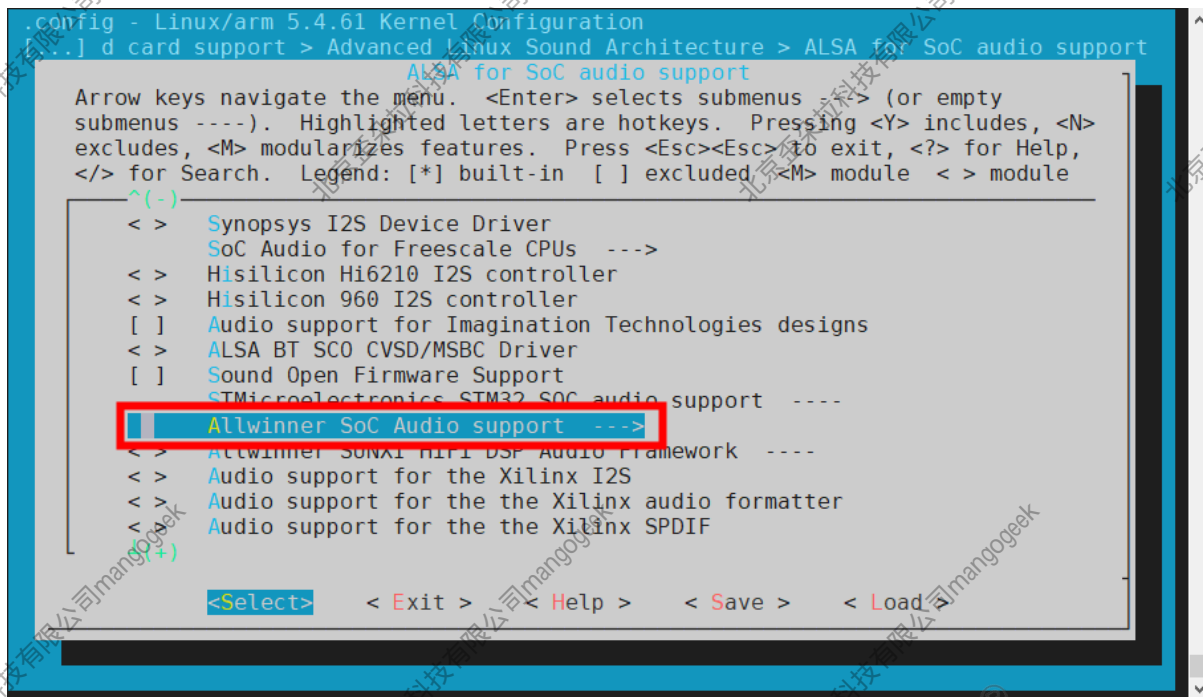 .config - Linux/arm 5.4.61 Kernel Configuration
[...] d card support > Advanced Linux Sound Architecture > ALSA for SoC audio support
ALSA for SoC audio support
Arrow keys navigate the menu. <Enter> selects submenus ---> (or empty
submenus ----). Highlighted letters are hotkeys. Pressing <Y> includes, <N>
excludes, <M> modularizes features. Press <Esc><Esc> to exit, <?> for Help,
</> for Search. Legend: [*] built-in [ ] excluded <M> module < > module
^(-)
< > Synopsys I2S Device Driver
SoC Audio for Freescale CPUs --->
< > Hisilicon Hi6210 I2S controller
< > Hisilicon 960 I2S controller
[ ] Audio support for Imagination Technologies designs
< > ALSA BT SCO CVSD/MSBC Driver
[ ] Sound Open Firmware Support
STMicroelectronics STM32 SOC audio support ----
Allwinner SoC Audio support --->
< > Allwinner SUNXI HIFI DSP Audio Framework ----
< > Audio support for the Xilinx I2S
< > Audio support for the the Xilinx audio formatter
< > Audio support for the the Xilinx SPDIF
(+)
<Select> < Exit > < Help > < Save > < Load >
mangogeek
mangogeek